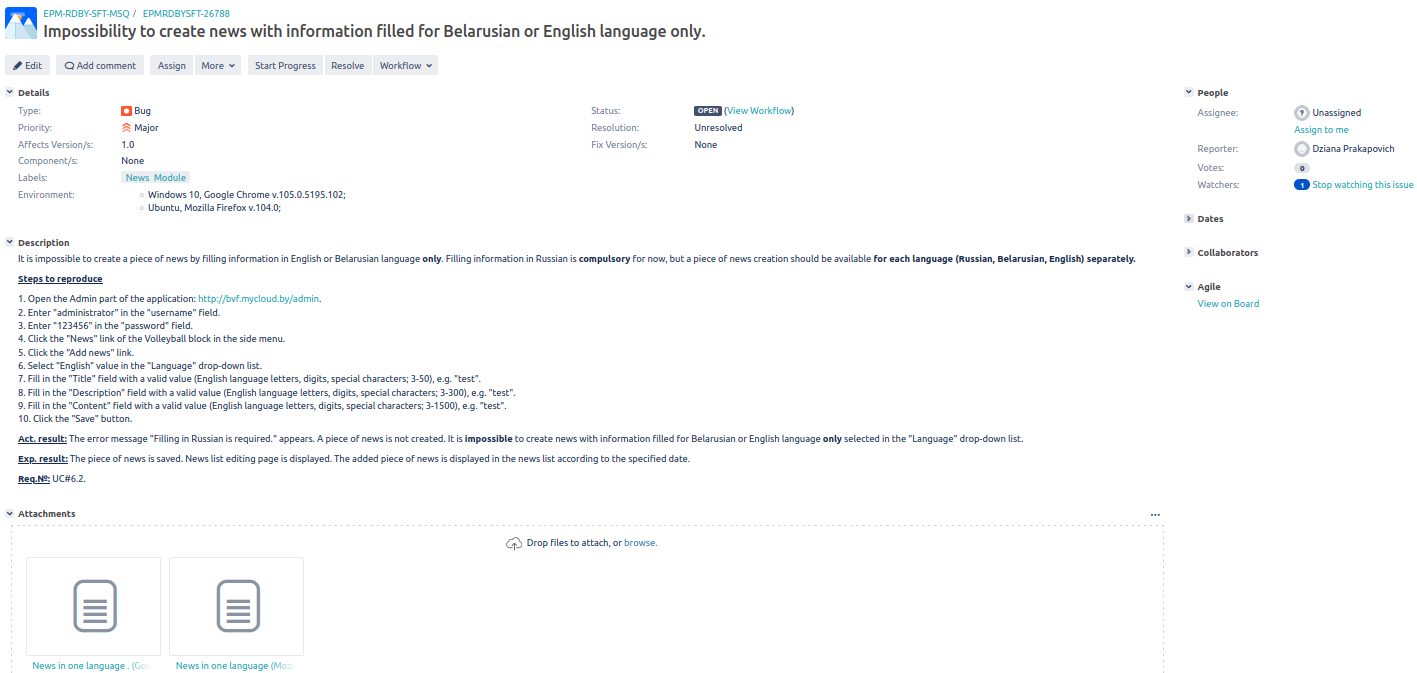 EPM-RDBY-SFT-MSQ / EPMRDBYSFT-26788
Impossibility to create news with information filled for Belarusian or English language only.
Edit Add comment Assign More Start Progress Resolve Workflow
Details
Type: Bug
Priority: Major
Affects Version/s: 1.0
Component/s: None
Labels: News Module
Environment:
Windows 10, Google Chrome v.105.0.5195.102;
Ubuntu, Mozilla Firefox v.104.0;
Status: OPEN (View Workflow)
Resolution: Unresolved
Fix Version/s: None
Description
It is impossible to create a piece of news by filling information in English or Belarusian language only. Filling information in Russian is compulsory for now, but a piece of news creation should be available for each language (Russian, Belarusian, English) separately.
Steps to reproduce
1. Open the Admin part of the application: http://bvf.mycloud.by/admin.
2. Enter "administrator" in the "username" field.
3. Enter "123456" in the "password" field.
4. Click the "News" link of the Volleyball block in the side menu.
5. Click the "Add news" link.
6. Select "English" value in the "Language" drop-down list.
7. Fill in the "Title" field with a valid value (English language letters, digits, special characters; 3-50), e.g. "test".
8. Fill in the "Description" field with a valid value (English language letters, digits, special characters; 3-300), e.g. "test".
9. Fill in the "Content" field with a valid value (English language letters, digits, special characters; 3-1500), e.g. "test".
10. Click the "Save" button.
Act. result: The error message "Filling in Russian is required." appears. A piece of news is not created. It is impossible to create news with information filled for Belarusian or English language only selected in the "Language" drop-down list.
Exp. result: The piece of news is saved. News list editing page is displayed. The added piece of news is displayed in the news list according to the specified date.
Req.№: UC#6.2.
Attachments
Drop files to attach, or browse.
News in one language . (Goo
News in one language (Moz
People
Assignee: ? Unassigned
Assign to me
Reporter: Dziana Prakapovich
Votes: 0
Watchers: 1 Stop watching this issue
Dates
Collaborators
Agile
View on Board